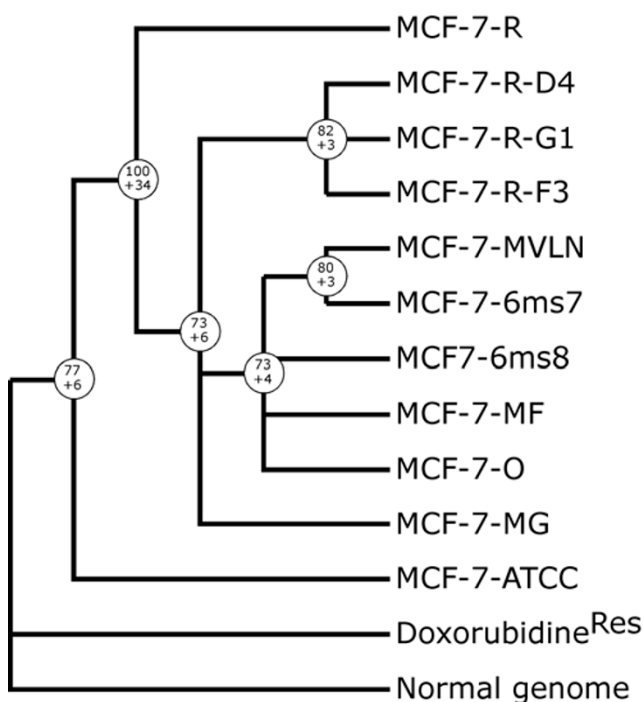 MCF-7-R
MCF-7-R-D4
82
+3
MCF-7-R-G1
100
+34
MCF-7-R-F3
MCF-7-MVLN
80
+3
MCF-7-6ms7
73
+6
MCF7-6ms8
73
+4
77
+6
MCF-7-MF
MCF-7-O
MCF-7-MG
MCF-7-ATCC
DoxorubidineRes
Normal genome